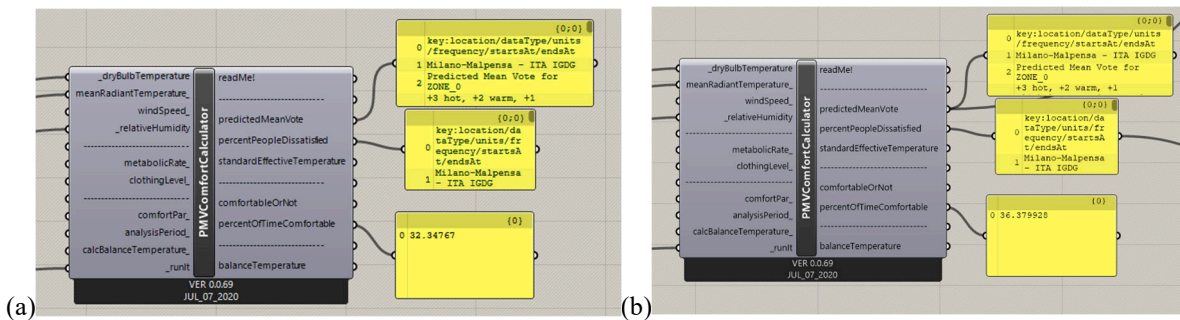 _dryBulbTemperature
meanRadiantTemperature_
windSpeed_
_relativeHumidity
metabolicRate_
clothingLevel_
comfortPar_
analysisPeriod_
calcBalanceTemperature_
_runIt
PMVComfortCalculator
readMe!
predictedMeanVote
percentPeopleDissatisfied
standardEffectiveTemperature
comfortableOrNot
percentOfTimeComfortable
balanceTemperature
VER 0.0.69
JUL_07_2020
{0;0}
0 key:location/dataType/units
/frequency/startsAt/endsAt
1 Milano-Malpensa - ITA IGDG
2 Predicted Mean Vote for
ZONE_0
+3 hot, +2 warm, +1
{0;0}
0 key:location/da
taType/units/fr
equency/startsA
t/endsAt
1 Milano-Malpensa
- ITA IGDG
{0}
0 32.34767
(a)
_dryBulbTemperature
meanRadiantTemperature_
windSpeed_
_relativeHumidity
metabolicRate_
clothingLevel_
comfortPar_
analysisPeriod_
calcBalanceTemperature_
_runIt
PMVComfortCalculator
readMe!
predictedMeanVote
percentPeopleDissatisfied
standardEffectiveTemperature
comfortableOrNot
percentOfTimeComfortable
balanceTemperature
VER 0.0.69
JUL_07_2020
{0;0}
0 key:location/dataType/units
/frequency/startsAt/endsAt
1 Milano-Malpensa - ITA IGDG
2 Predicted Mean Vote for
ZONE_0
+3 hot, +2 warm, +1
{0;0}
0 key:location/da
taType/units/fr
equency/startsA
t/endsAt
1 Milano-Malpensa
- ITA IGDG
{0}
0 36.379928
(b)